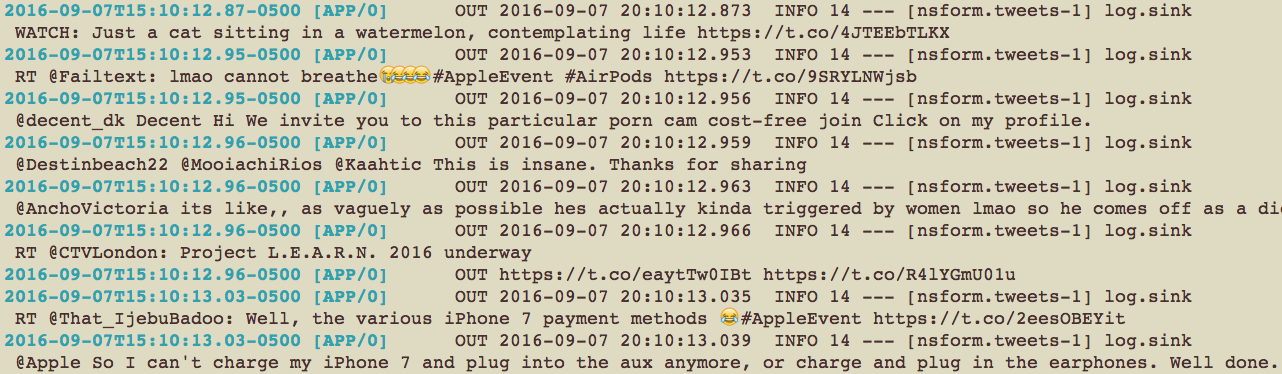 2016-09-07T15:10:12.87-0500 [APP/0] OUT 2016-09-07 20:10:12.873 INFO 14 --- [nsform.tweets-1] log.sink
WATCH: Just a cat sitting in a watermelon, contemplating life https://t.co/4JTEEbTLKX
2016-09-07T15:10:12.95-0500 [APP/0] OUT 2016-09-07 20:10:12.953 INFO 14 --- [nsform.tweets-1] log.sink
RT @Failtext: lmao cannot breathe😭😂😂😂#AppleEvent #AirPods https://t.co/9SRYLNWjsb
2016-09-07T15:10:12.95-0500 [APP/0] OUT 2016-09-07 20:10:12.956 INFO 14 --- [nsform.tweets-1] log.sink
@decent_dk Decent Hi We invite you to this particular porn cam cost-free join Click on my profile.
2016-09-07T15:10:12.96-0500 [APP/0] OUT 2016-09-07 20:10:12.959 INFO 14 --- [nsform.tweets-1] log.sink
@Destinbeach22 @MooiachiRios @Kaahtic This is insane. Thanks for sharing
2016-09-07T15:10:12.96-0500 [APP/0] OUT 2016-09-07 20:10:12.963 INFO 14 --- [nsform.tweets-1] log.sink
@AnchoVictoria its like,, as vaguely as possible hes actually kinda triggered by women lmao so he comes off as a
2016-09-07T15:10:12.96-0500 [APP/0] OUT 2016-09-07 20:10:12.966 INFO 14 --- [nsform.tweets-1] log.sink
RT @CTVLondon: Project L.E.A.R.N. 2016 underway
2016-09-07T15:10:12.96-0500 [APP/0] OUT https://t.co/eaytTw0IBt https://t.co/R4lYGmU01u
2016-09-07T15:10:13.03-0500 [APP/0] OUT 2016-09-07 20:10:13.035 INFO 14 --- [nsform.tweets-1] log.sink
RT @That_IjebuBadoo: Well, the various iPhone 7 payment methods 😂#AppleEvent https://t.co/2eesOBEYit
2016-09-07T15:10:13.03-0500 [APP/0] OUT 2016-09-07 20:10:13.039 INFO 14 --- [nsform.tweets-1] log.sink
@Apple So I can't charge my iPhone 7 and plug into the aux anymore, or charge and plug in the earphones. Well done.